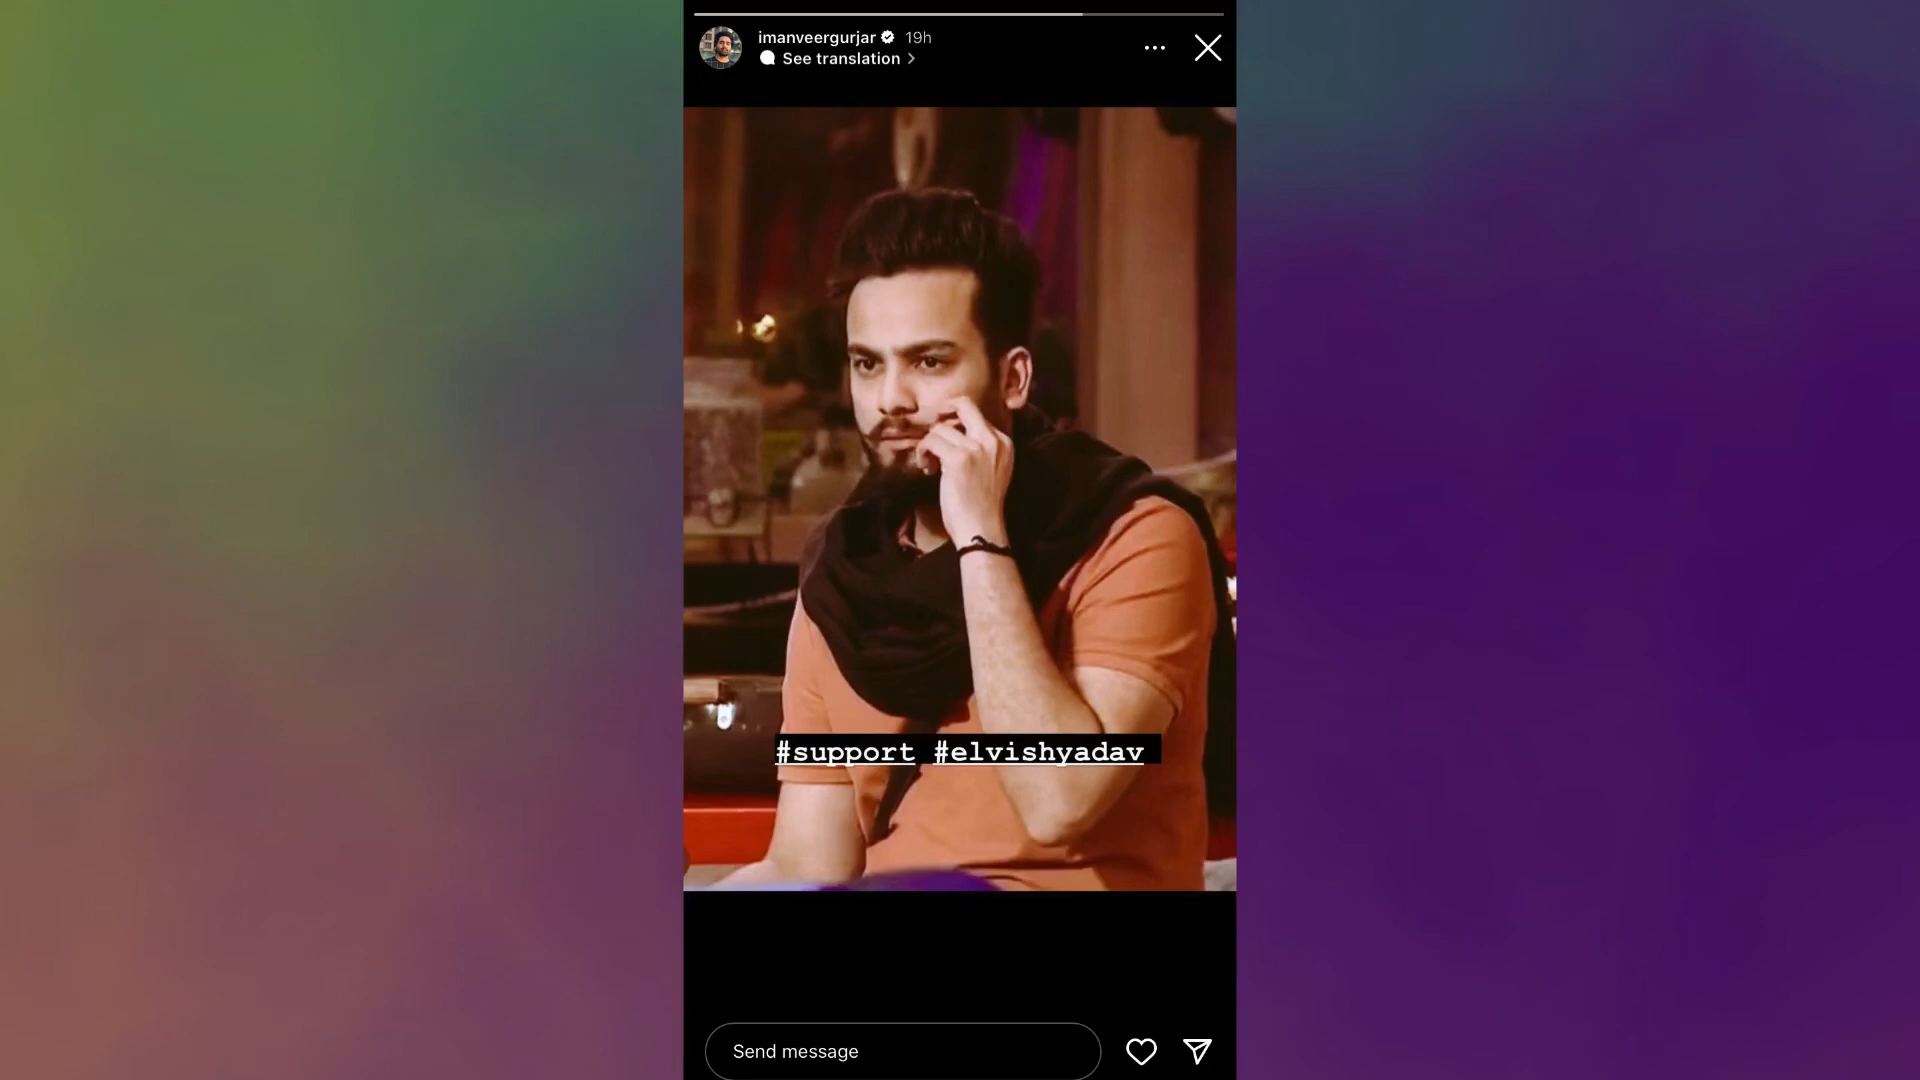 imanveergurjar 19h
See translation
#support #elvishyadav
Send message